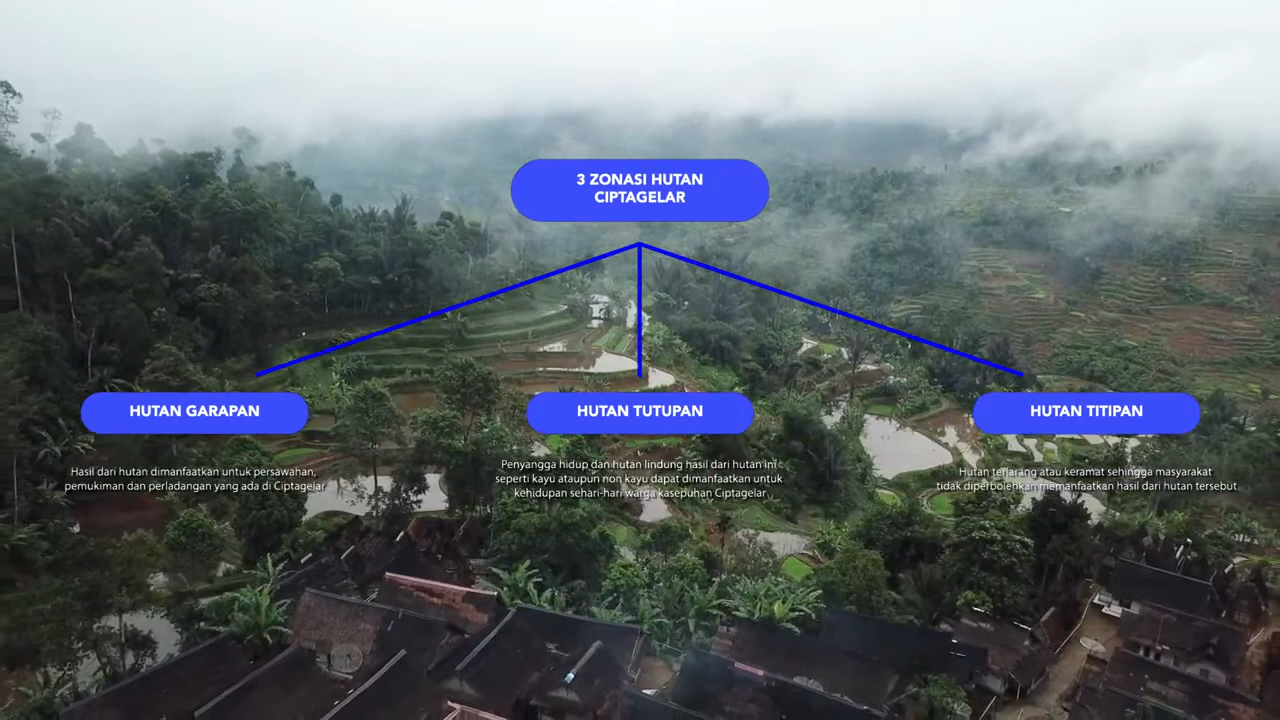 3 ZONASI HUTAN
CIPTAGELAR
HUTAN GARAPAN
Hasil dari hutan dimanfaatkan untuk persawahan,
pemukiman dan perladangan yang ada di Ciptagelar
HUTAN TUTUPAN
Penyangga hidup dan hutan lindung hasil dari hutan ini
seperti kayu ataupun non kayu dapat dimanfaatkan untuk
kehidupan sehari-hari warga kasepuhan Ciptagelar
HUTAN TITIPAN
Hutan terlarang atau keramat sehingga masyarakat
tidak diperbolehkan memanfaatkan hasil dari hutan tersebut